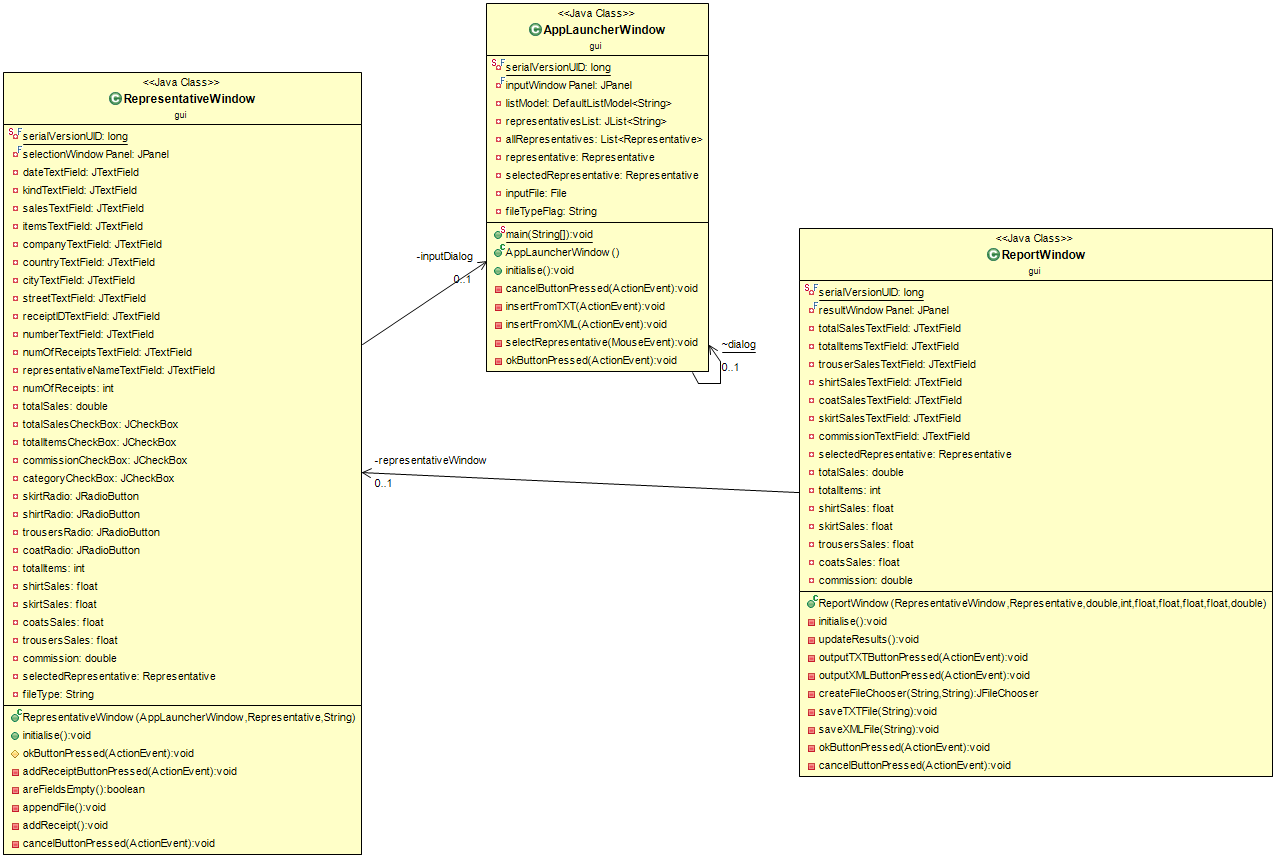 <<Java Class>>
AppLauncherWindow
gui
serialVersionUID: long
inputWindow Panel: JPanel
listModel: DefaultListModel<String>
representativesList: JList<String>
allRepresentatives: List<Representative>
representative: Representative
selectedRepresentative: Representative
inputFile: File
fileTypeFlag: String
main(String[]):void
AppLauncherWindow ()
initialise():void
cancelButtonPressed(ActionEvent):void
insertFromTXT(ActionEvent):void
insertFromXML(ActionEvent):void
selectRepresentative(MouseEvent):void
okButtonPressed(ActionEvent):void
<<Java Class>>
RepresentativeWindow
gui
serialVersionUID: long
selectionWindow Panel: JPanel
dateTextField: JTextField
kindTextField: JTextField
salesTextField: JTextField
itemsTextField: JTextField
companyTextField: JTextField
countryTextField: JTextField
cityTextField: JTextField
streetTextField: JTextField
receiptIDTextField: JTextField
numberTextField: JTextField
numOfReceiptsTextField: JTextField
representativeNameTextField: JTextField
numOfReceipts: int
totalSales: double
totalSalesCheckBox: JCheckBox
totalItemsCheckBox: JCheckBox
commissionCheckBox: JCheckBox
categoryCheckBox: JCheckBox
skirtRadio: JRadioButton
shirtRadio: JRadioButton
trousersRadio: JRadioButton
coatRadio: JRadioButton
totalItems: int
shirtSales: float
skirtSales: float
coatsSales: float
trousersSales: float
commission: double
selectedRepresentative: Representative
fileType: String
RepresentativeWindow (AppLauncherWindow,Representative,String)
initialise():void
okButtonPressed(ActionEvent):void
addReceiptButtonPressed(ActionEvent):void
areFieldsEmpty():boolean
appendFile():void
addReceipt():void
cancelButtonPressed(ActionEvent):void
-inputDialog
0..1
~dialog
0..1
-representativeWindow
0..1
<<Java Class>>
ReportWindow
gui
serialVersionUID: long
resultWindow Panel: JPanel
totalSalesTextField: JTextField
totalItemsTextField: JTextField
trouserSalesTextField: JTextField
shirtSalesTextField: JTextField
coatSalesTextField: JTextField
skirtSalesTextField: JTextField
commissionTextField: JTextField
selectedRepresentative: Representative
totalSales: double
totalItems: int
shirtSales: float
skirtSales: float
trousersSales: float
coatsSales: float
commission: double
ReportWindow (RepresentativeWindow,Representative,double,int,float,float,float,float,double)
initialise():void
updateResults():void
outputTXTButtonPressed(ActionEvent):void
outputXMLButtonPressed(ActionEvent):void
createFileChooser(String,String):JFileChooser
saveTXTFile(String):void
saveXMLFile(String):void
okButtonPressed(ActionEvent):void
cancelButtonPressed(ActionEvent):void